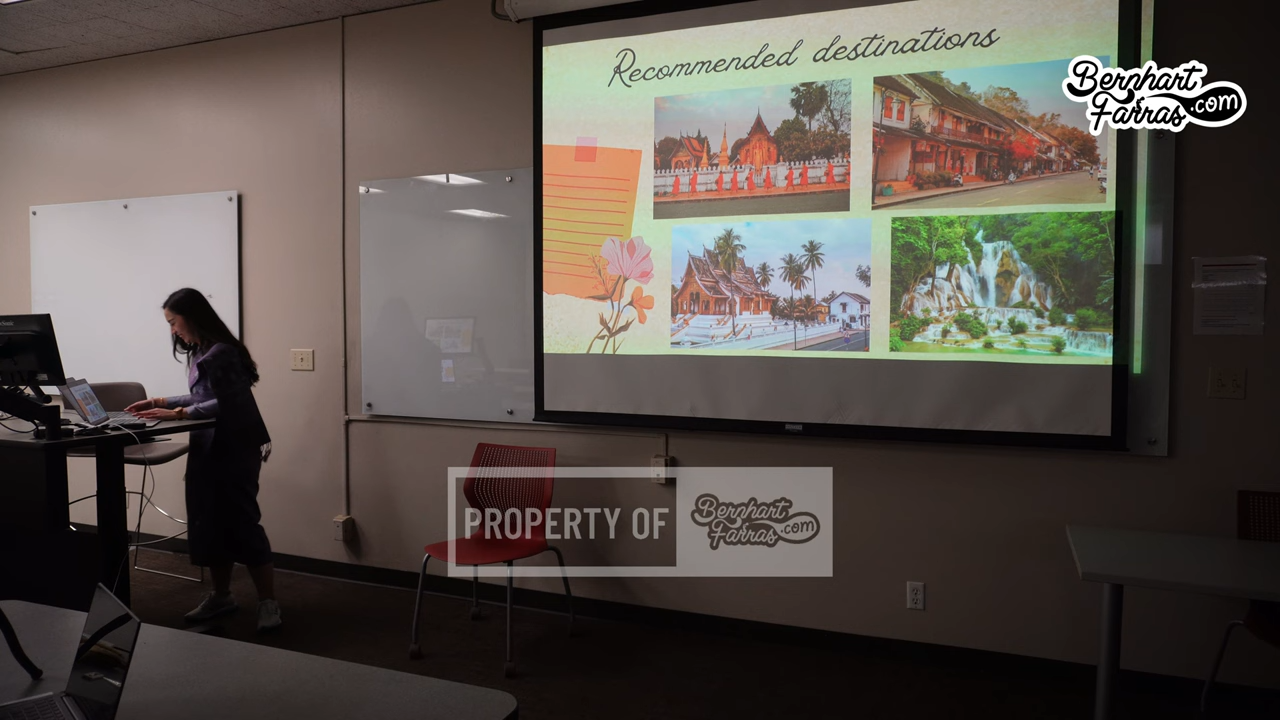 Recommended destinations
Bernhart
& Farras.com
PROPERTY OF
Bernhart
& Farras.com